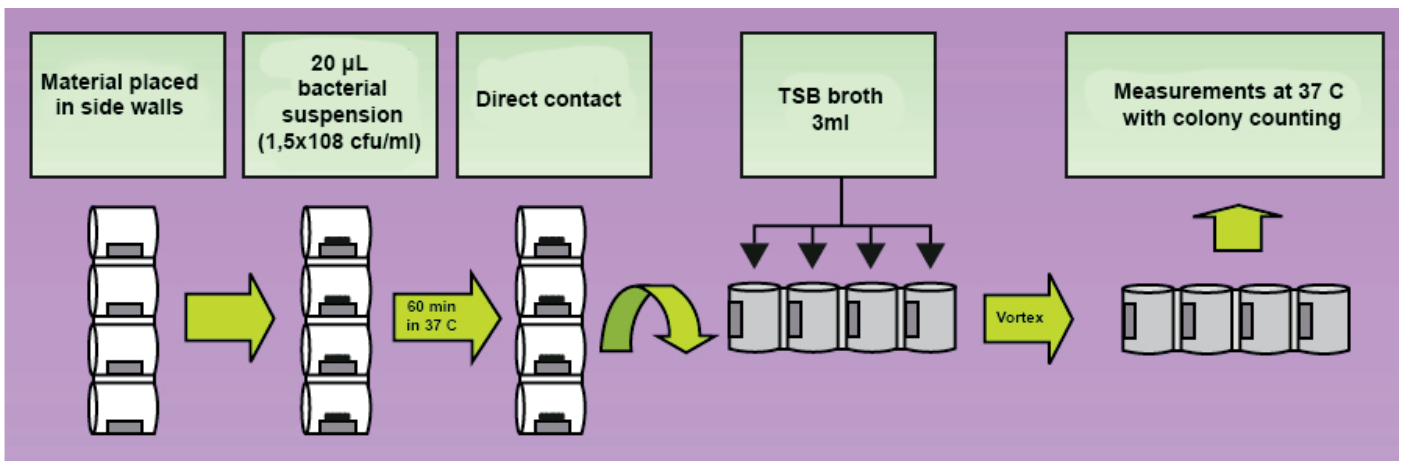 Material placed
in side walls
20 µL
bacterial
suspension
(1,5x108 cfu/ml)
Direct contact
TSB broth
3ml
Measurements at 37 C
with colony counting
60 min
in 37 C
Vortex